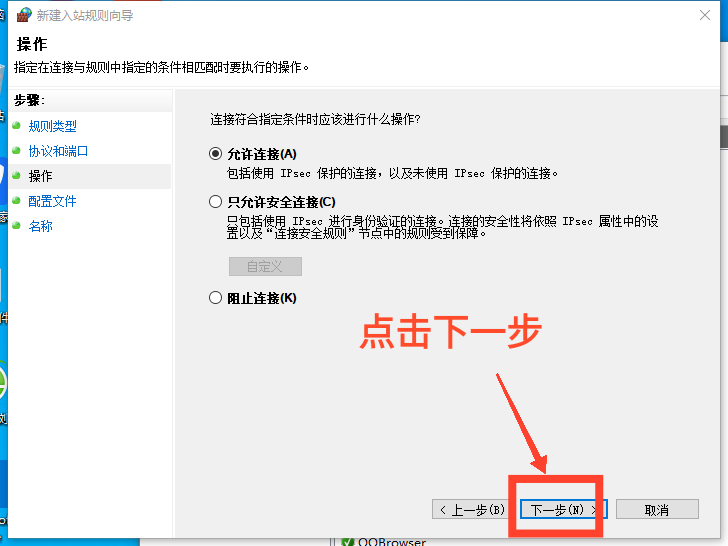 新建入站规则向导
操作
指定在连接与规则中指定的条件相匹配时要执行的操作。
步骤:
规则类型
协议和端口
操作
配置文件
名称
连接符合指定条件时应该进行什么操作?
允许连接(A)
包括使用 IPsec 保护的连接，以及未使用 IPsec 保护的连接。
只允许安全连接(C)
只包括使用 IPsec 进行身份验证的连接。连接的安全性将依照 IPsec 属性中的设
置以及“连接安全规则”节点中的规则受到保障。
自定义
阻止连接(K)
点击下一步
< 上一步(B)
下一步(N) >
取消
QQBrowser